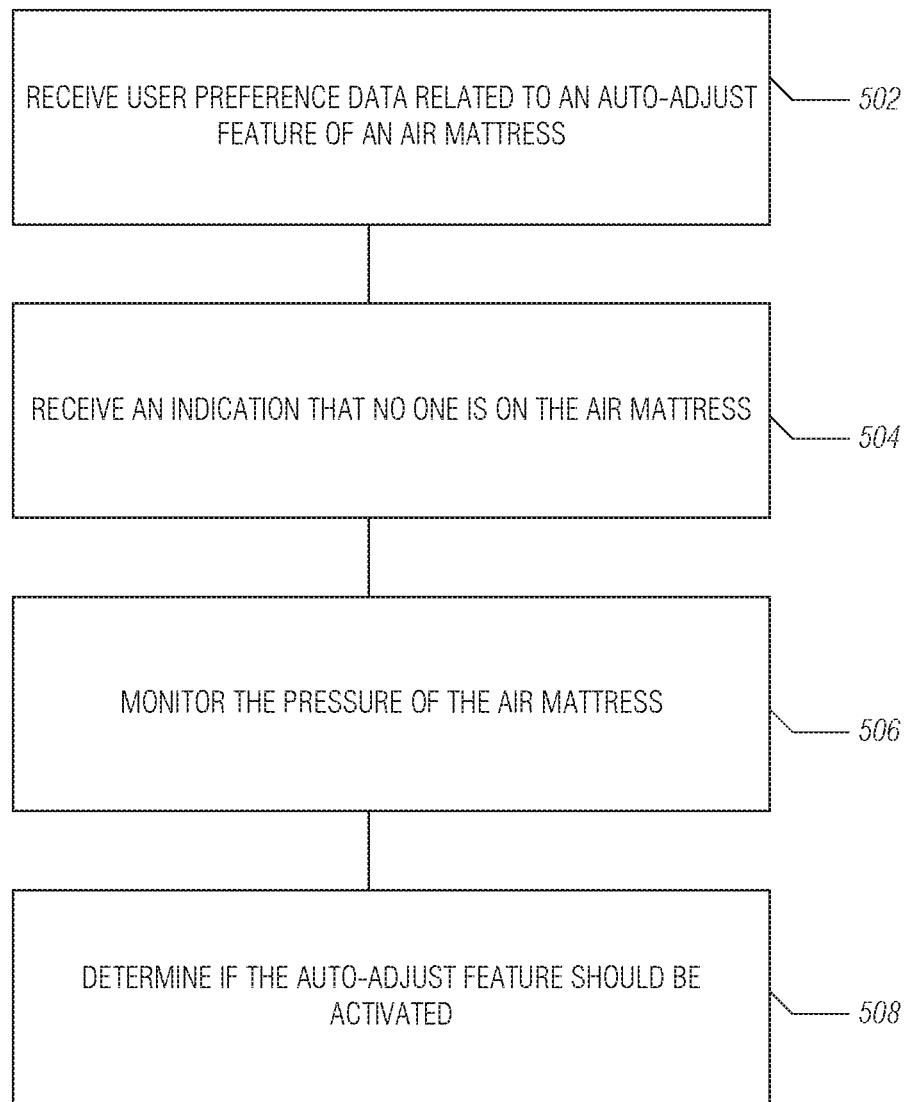 RECEIVE USER PREFERENCE DATA RELATED TO AN AUTO-ADJUST
FEATURE OF AN AIR MATTRESS
502
RECEIVE AN INDICATION THAT NO ONE IS ON THE AIR MATTRESS
504
MONITOR THE PRESSURE OF THE AIR MATTRESS
506
DETERMINE IF THE AUTO-ADJUST FEATURE SHOULD BE
ACTIVATED
508